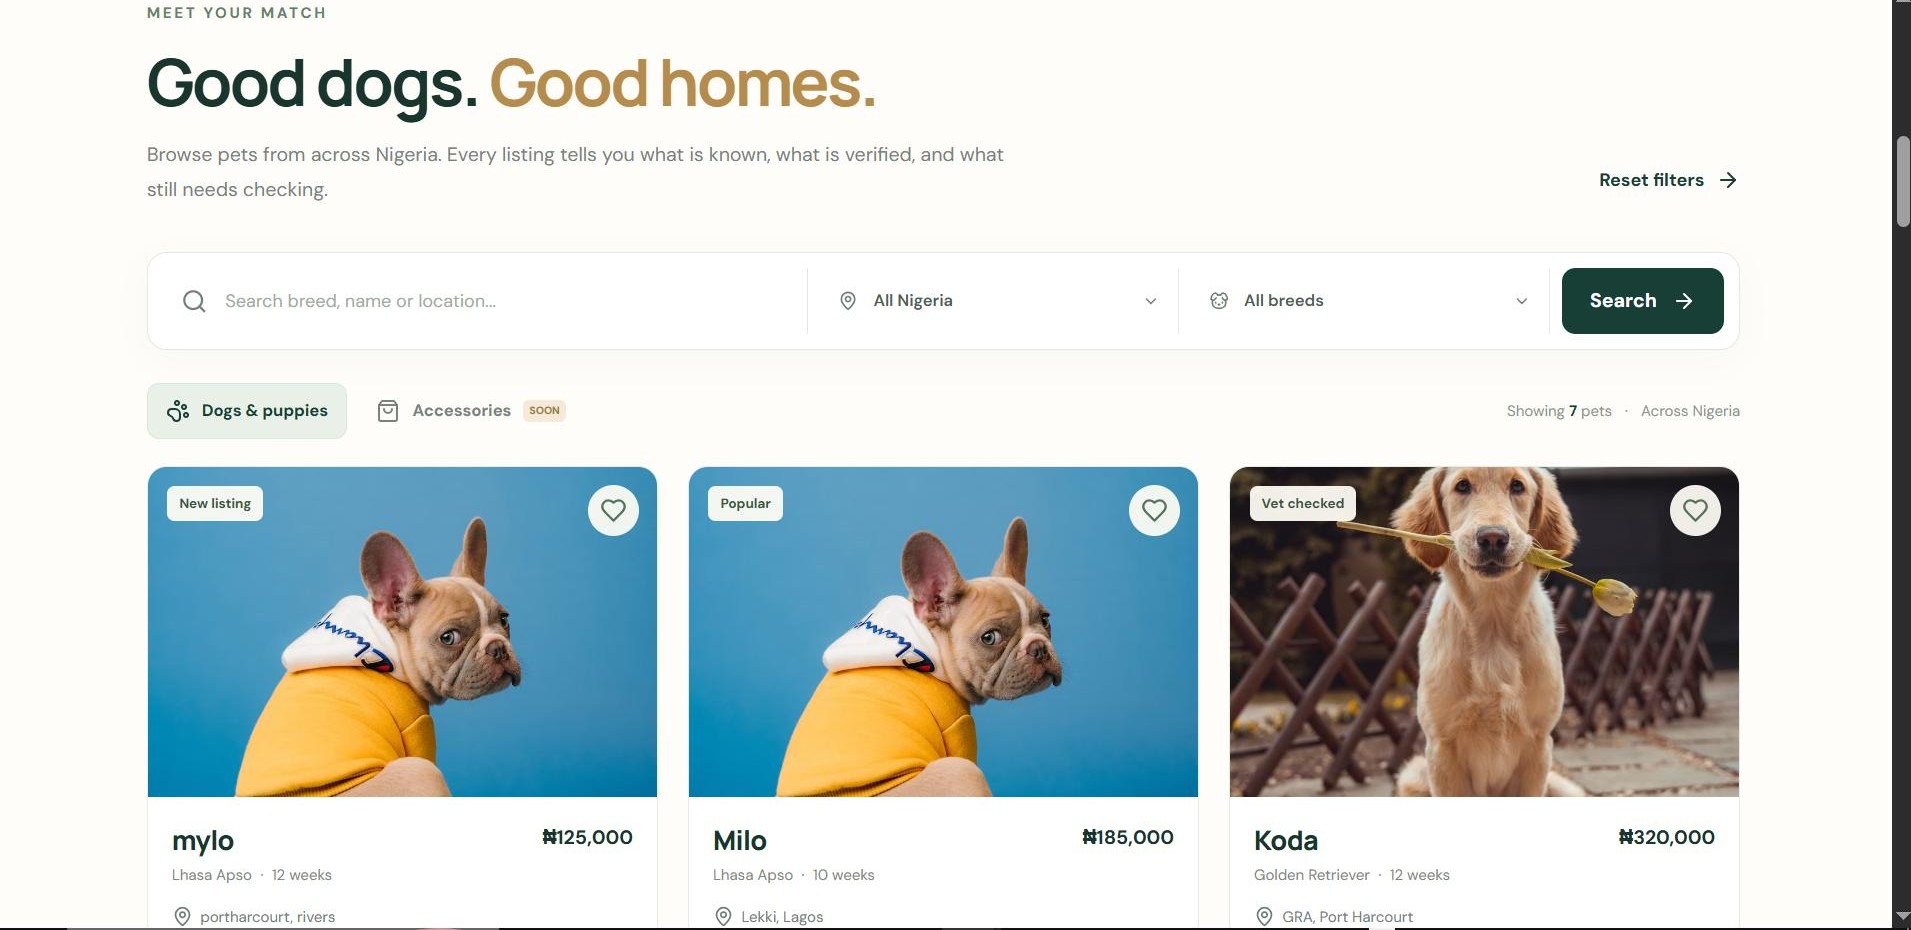 MEET YOUR MATCH
Good dogs. Good homes.
Browse pets from across Nigeria. Every listing tells you what is known, what is verified, and what
still needs checking.
Reset filters
Search breed, name or location...
All Nigeria
All breeds
Search
Dogs & puppies
Accessories SOON
Showing 7 pets · Across Nigeria
New listing
Popular
Vet checked
mylo ₦125,000
Lhasa Apso · 12 weeks
portharcourt, rivers
Milo ₦185,000
Lhasa Apso · 10 weeks
Lekki, Lagos
Koda ₦320,000
Golden Retriever · 12 weeks
GRA, Port Harcourt